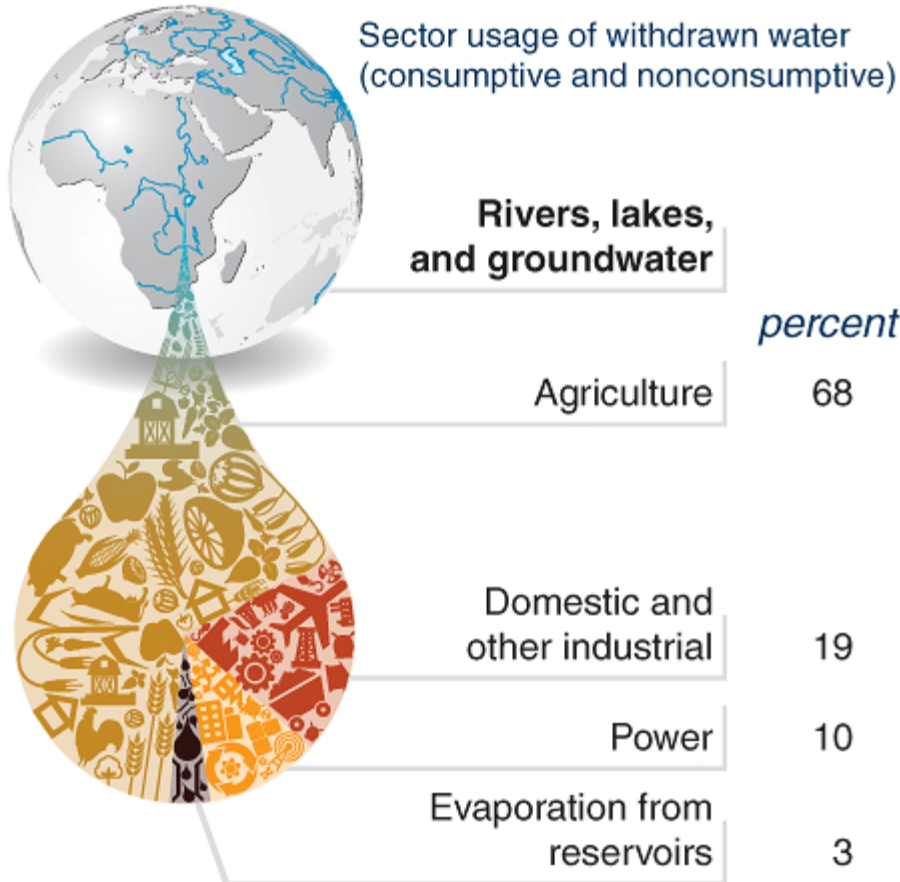 Sector usage of withdrawn water
(consumptive and nonconsumptive)
Rivers, lakes,
and groundwater
percent
Agriculture 68
Domestic and
other industrial 19
Power 10
Evaporation from
reservoirs 3